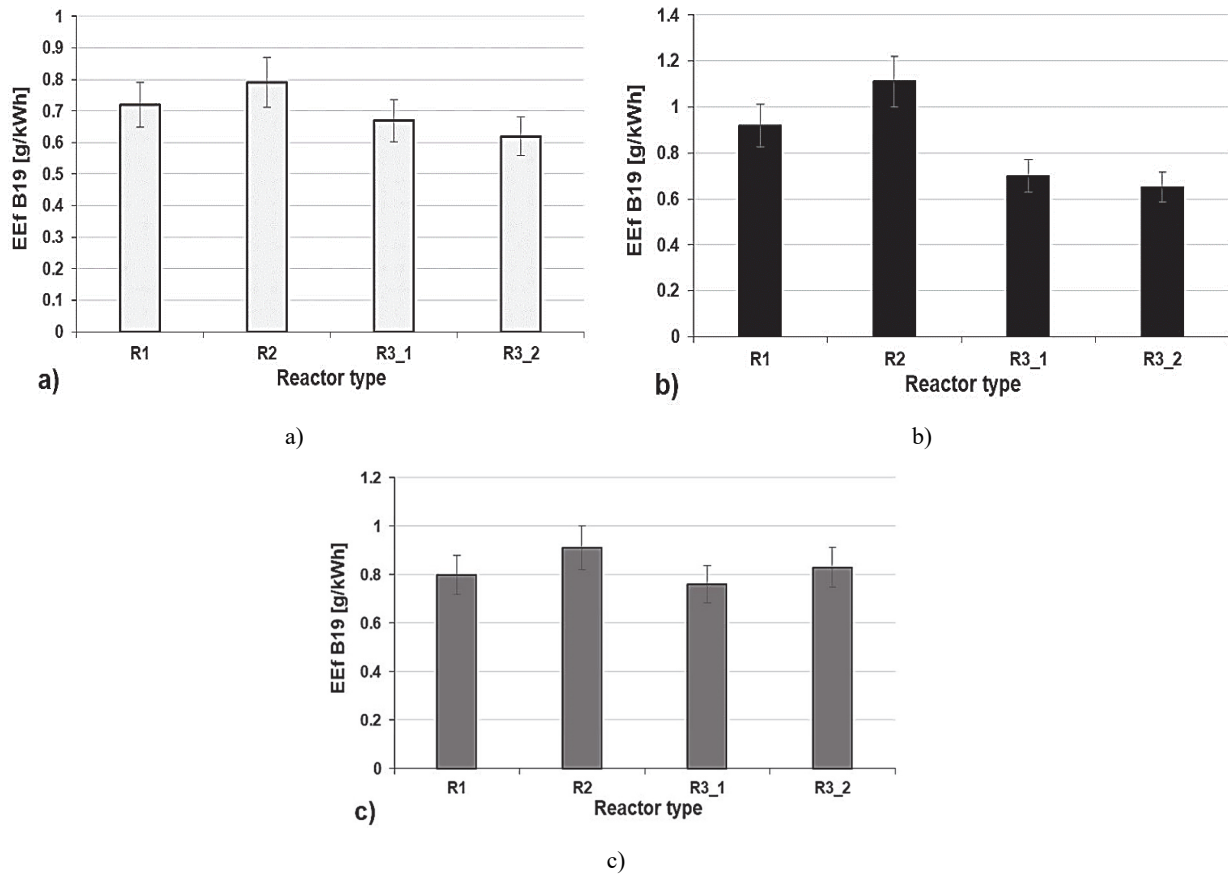 1
0.9
0.8
0.7
0.6
0.5
0.4
0.3
0.2
0.1
0
EEf B19 [g/kWh]
R1 R2 R3_1 R3_2
Reactor type
a)
a)
1.4
1.2
1
0.8
0.6
0.4
0.2
0
EEf B19 [g/kWh]
R1 R2 R3_1 R3_2
Reactor type
b)
b)
1.2
1
0.8
0.6
0.4
0.2
0
EEf B19 [g/kWh]
R1 R2 R3_1 R3_2
Reactor type
c)
c)